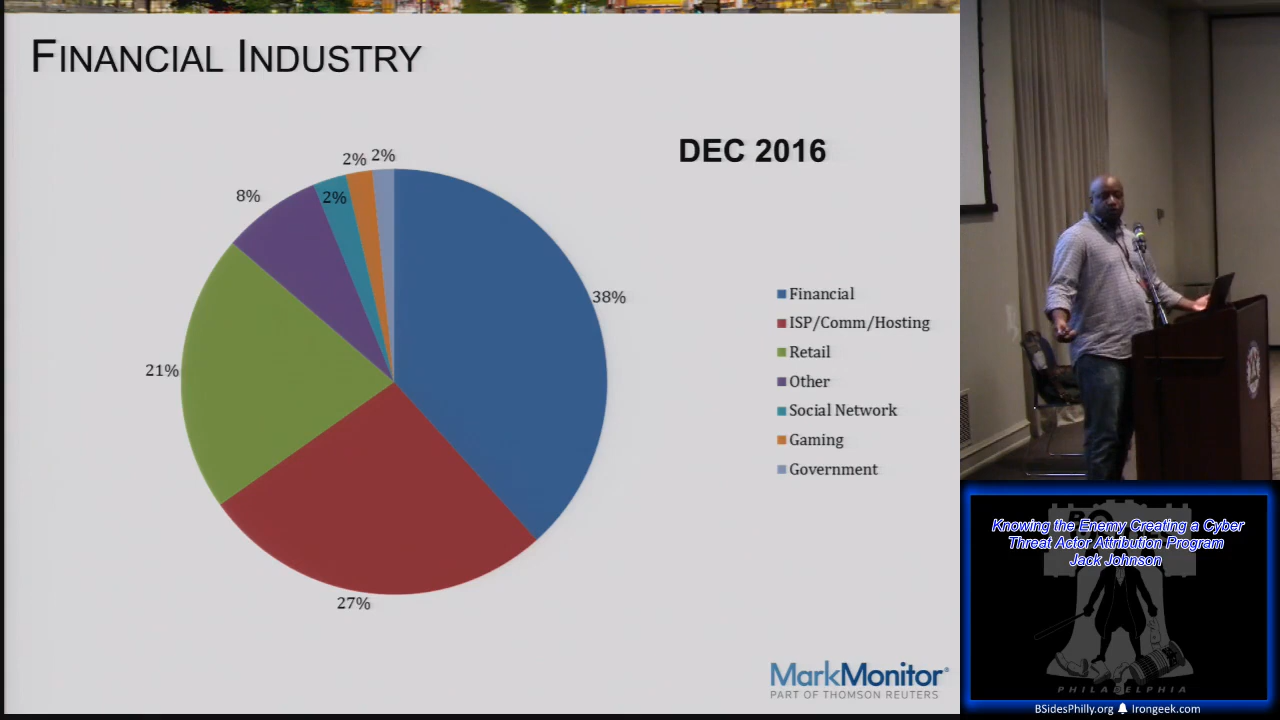 FINANCIAL INDUSTRY
DEC 2016
2%
2%
2%
8%
38%
21%
27%
Financial
ISP/Comm/Hosting
Retail
Other
Social Network
Gaming
Government
MarkMonitor
PART OF THOMSON REUTERS
Knowing the Enemy Creating a Cyber
Threat Actor Attribution Program
Jack Johnson
PHILADELPHIA
BSidesPhilly.org Irongeek.com